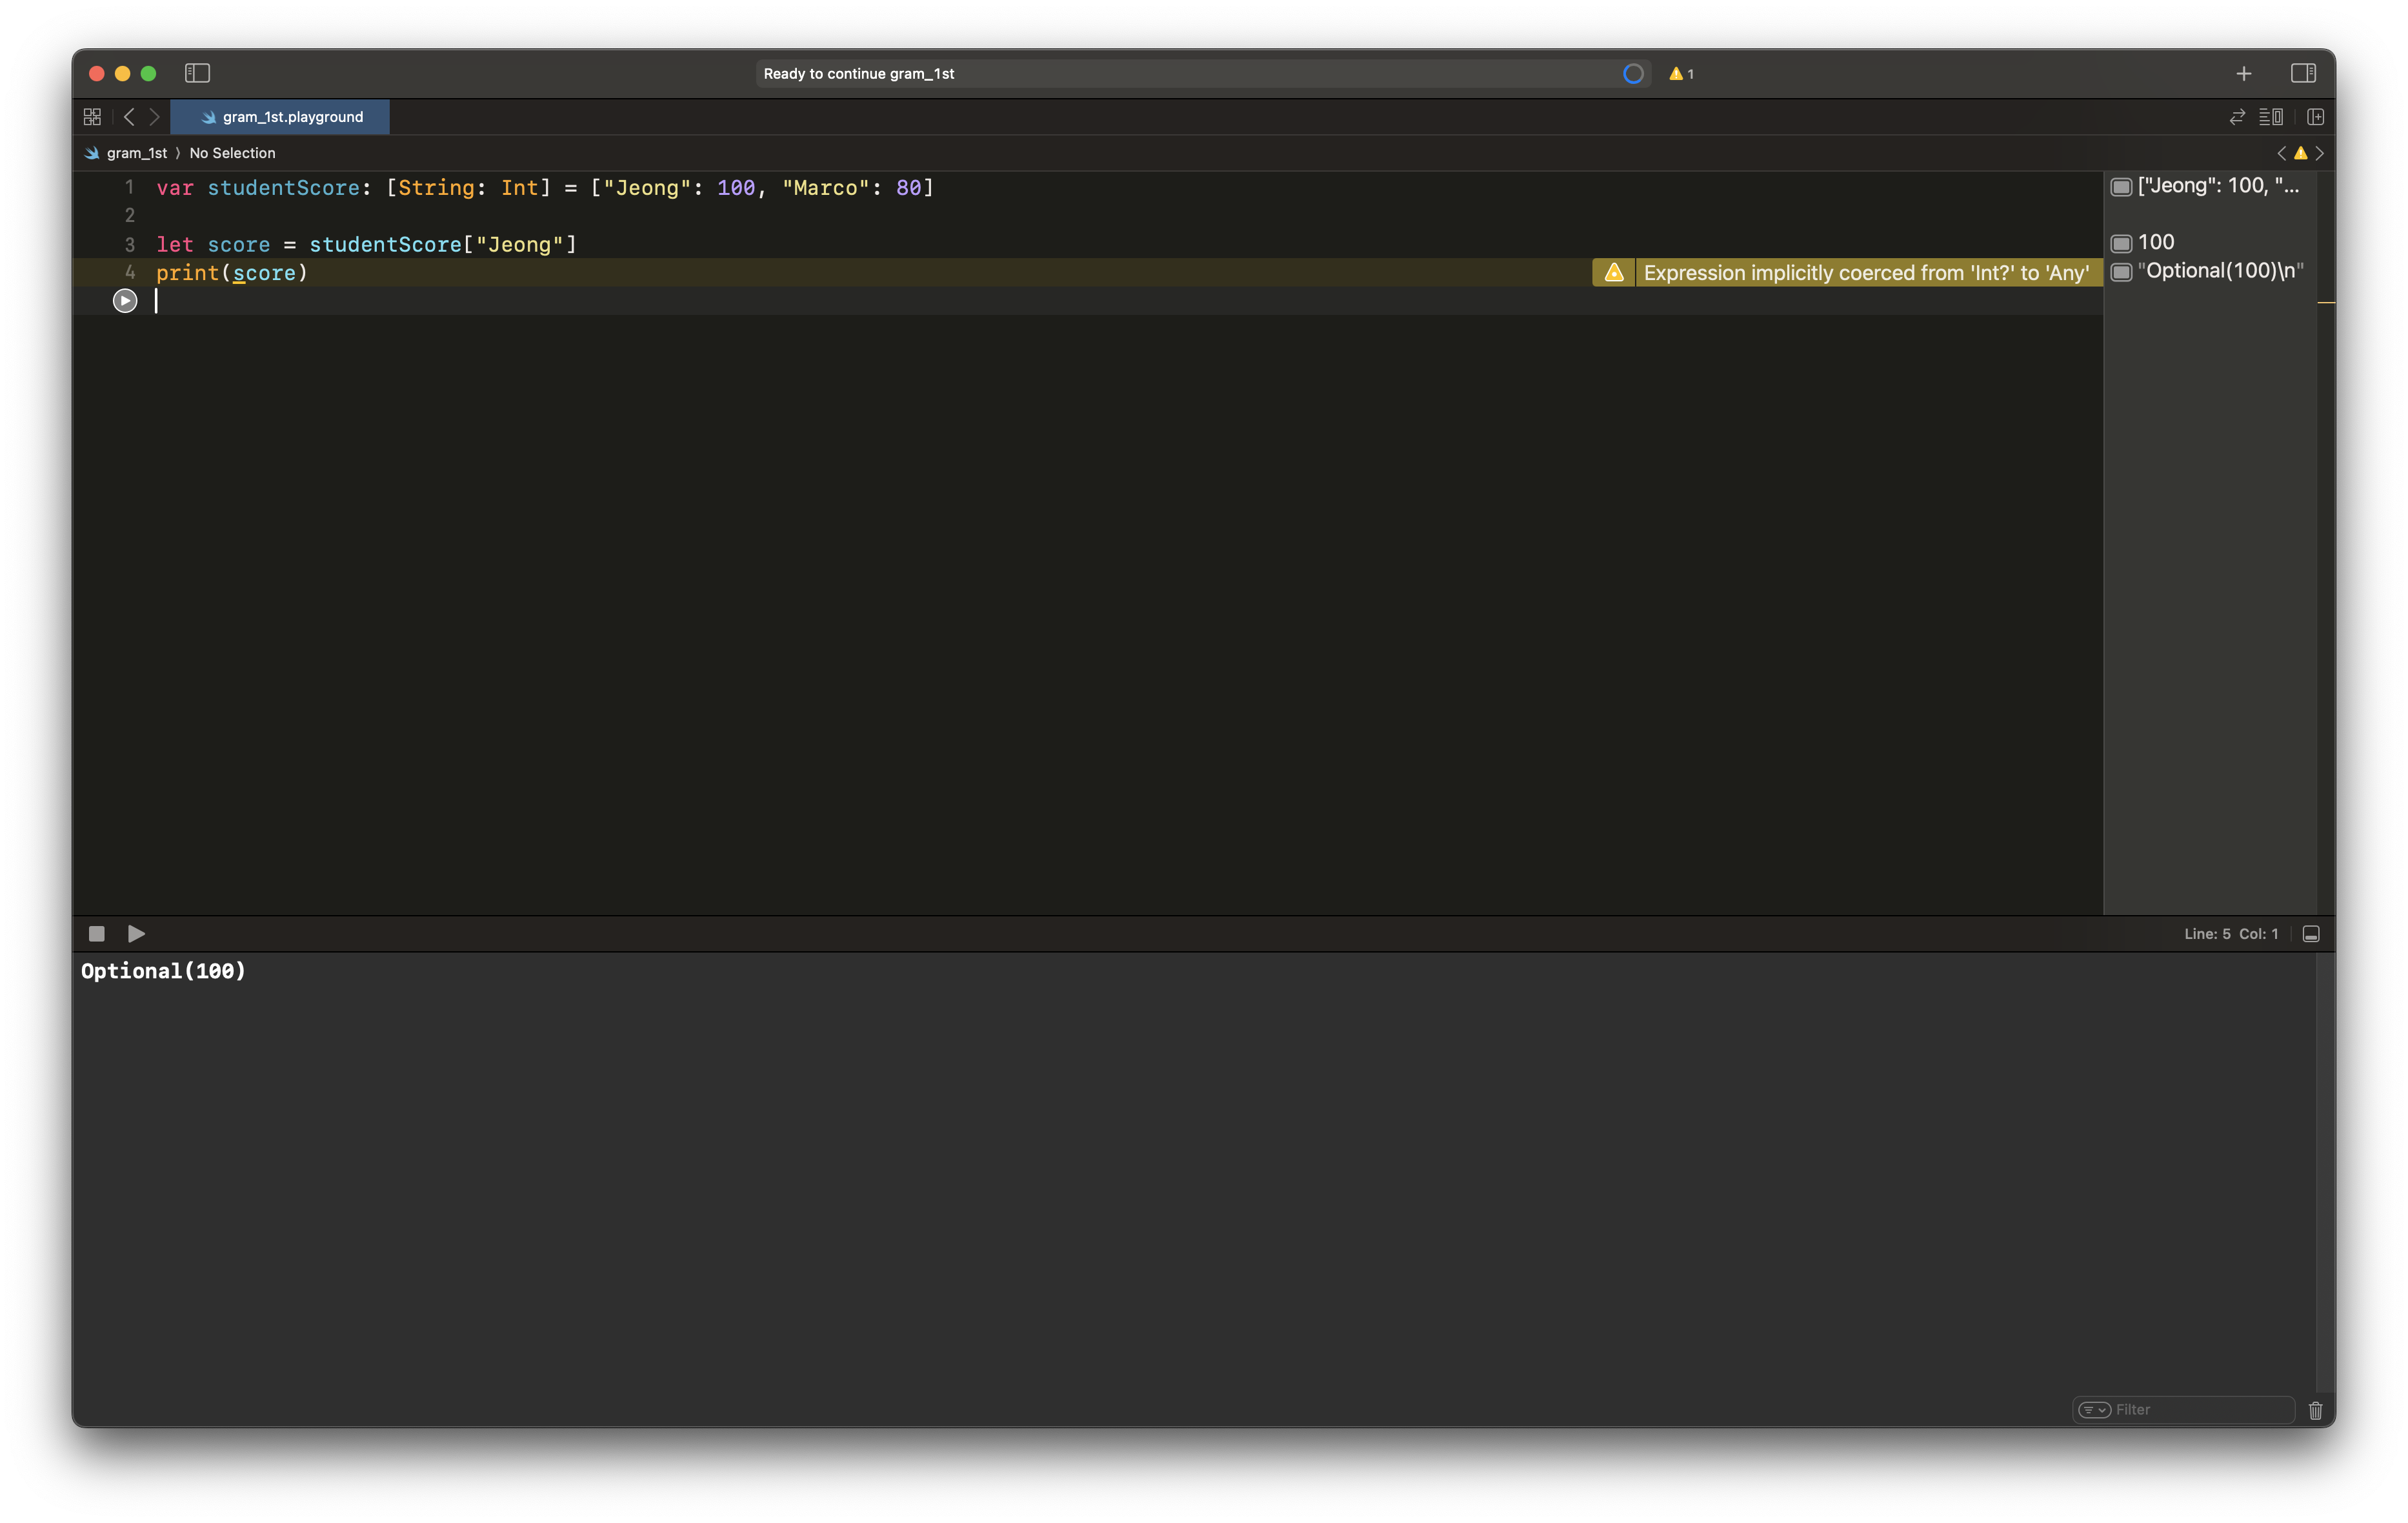 Ready to continue gram_1st
1
gram_1st.playground
gram_1st 〉 No Selection
1 var studentScore: [String: Int] = ["Jeong": 100, "Marco": 80]
["Jeong": 100, "...
2
3 let score = studentScore["Jeong"]
100
4 print(score)
Expression implicitly coerced from 'Int?' to 'Any'
"Optional(100)\n"
Line: 5 Col: 1
Optional(100)
Filter